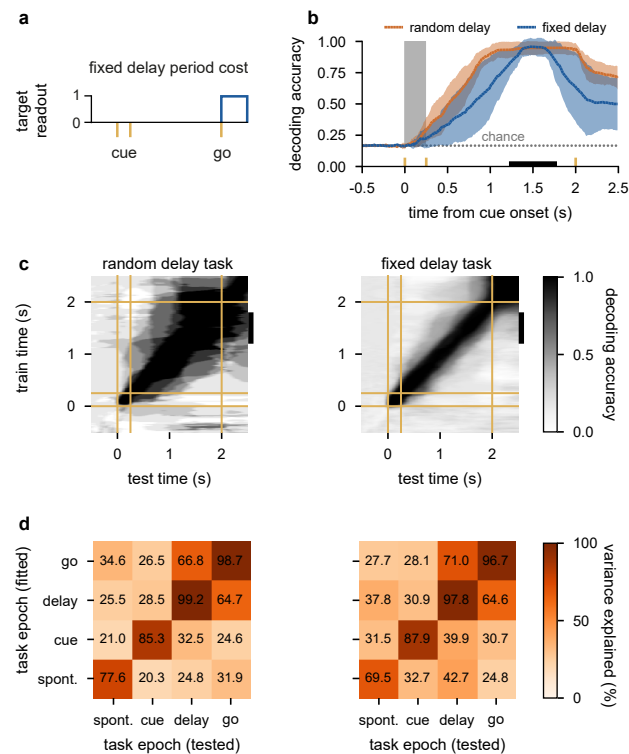 a
fixed delay period cost
target
readout
1
0
cue
go
b
random delay
fixed delay
decoding accuracy
1.00
0.75
0.50
0.25
0.00
chance
-0.5
0
0.5
1.0
1.5
2.0
2.5
time from cue onset (s)
c
random delay task
fixed delay task
train time (s)
2
1
0
0
1
2
test time (s)
0
1
2
test time (s)
1.0
0.5
0.0
decoding accuracy
d
task epoch (fitted)
go
34.6 26.5 66.8 98.7
delay
25.5 28.5 99.2 64.7
cue
21.0 85.3 32.5 24.6
spont.
77.6 20.3 24.8 31.9
spont. cue delay go
task epoch (tested)
27.7 28.1 71.0 96.7
37.8 30.9 97.8 64.6
31.5 87.9 39.9 30.7
69.5 32.7 42.7 24.8
spont. cue delay go
task epoch (tested)
100
50
0
variance explained (%)